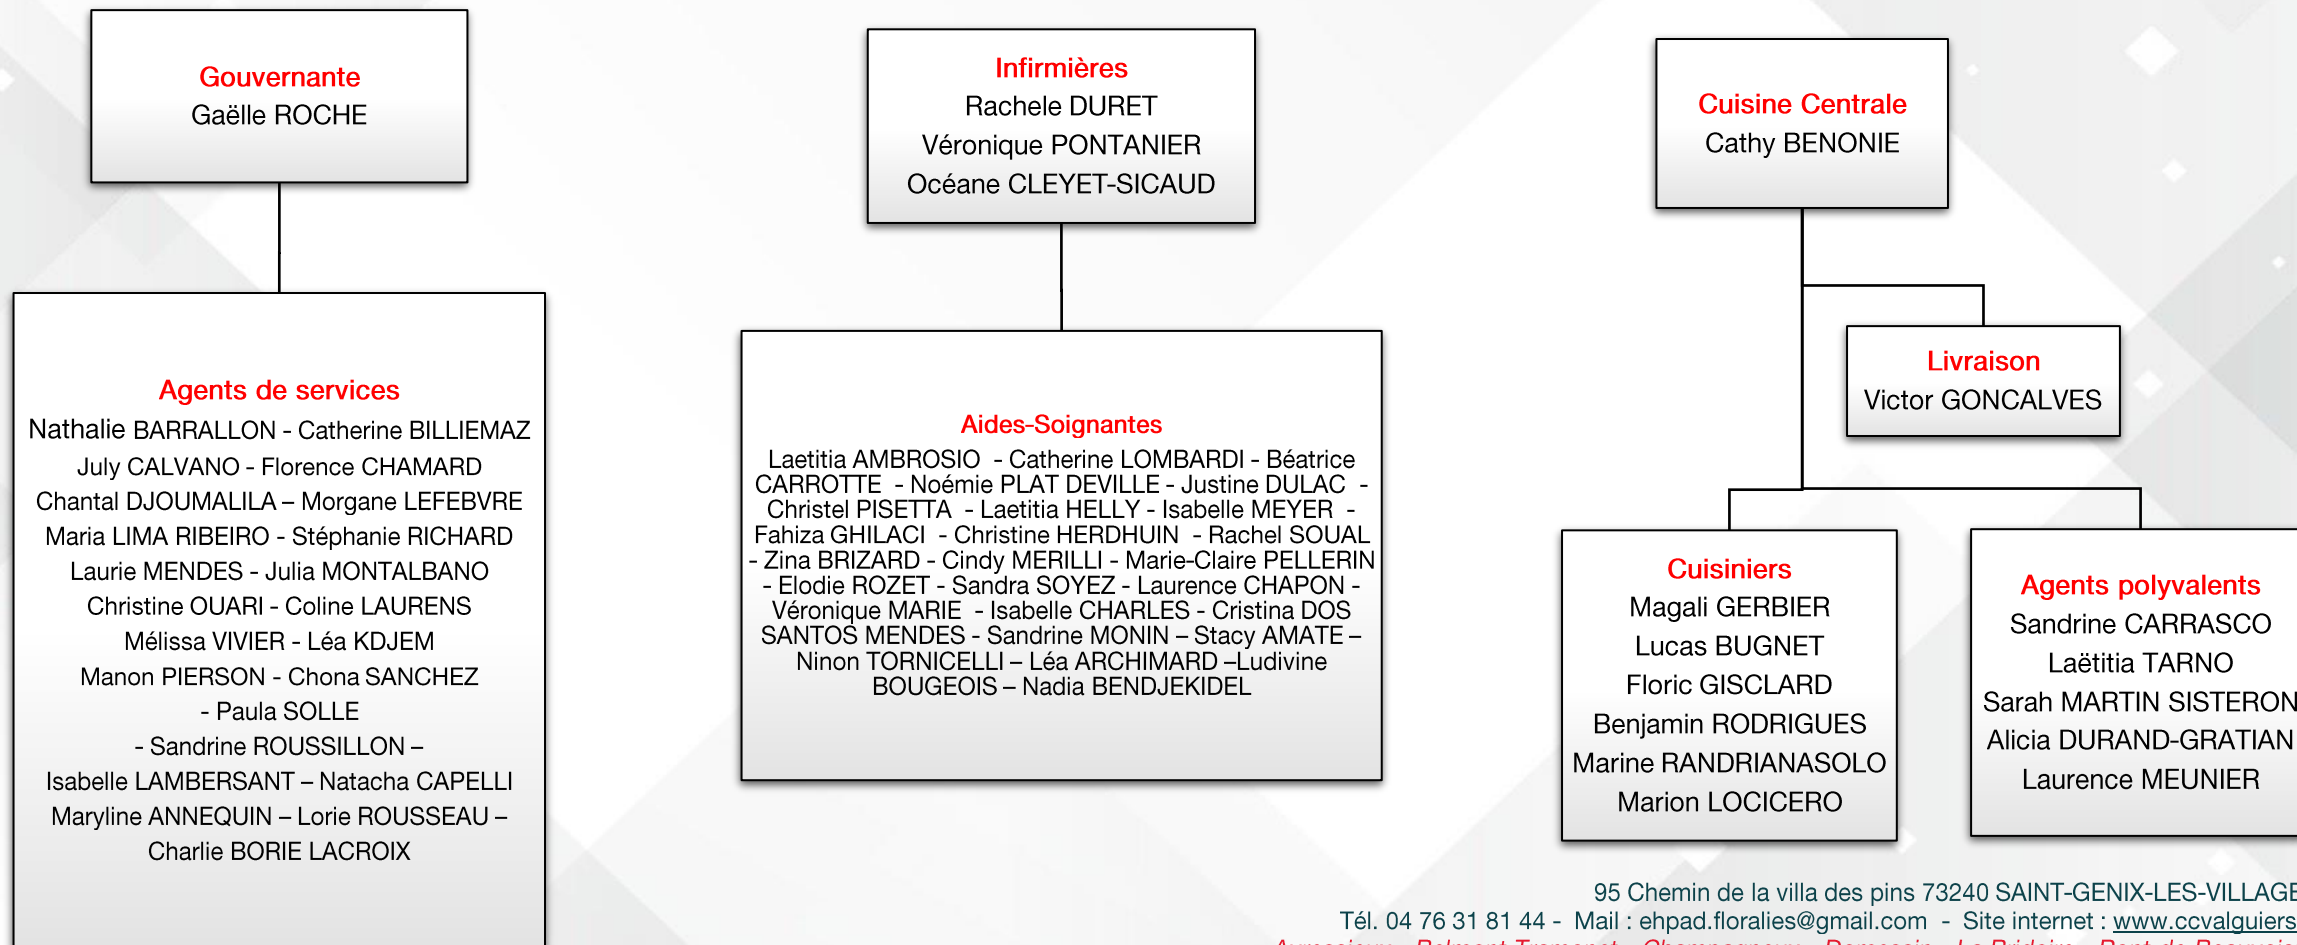 Gouvernante
Gaëlle ROCHE
Agents de services
Nathalie BARRALLON - Catherine BILLIEMAZ
July CALVANO - Florence CHAMARD
Chantal DJOUMALILA – Morgane LEFEBVRE
Maria LIMA RIBEIRO - Stéphanie RICHARD
Laurie MENDES - Julia MONTALBANO
Christine OUARI - Coline LAURENS
Mélissa VIVIER - Léa KDJEM
Manon PIERSON - Chona SANCHEZ
- Paula SOLLE
- Sandrine ROUSSILLON –
Isabelle LAMBERSANT – Natacha CAPELLI
Maryline ANNEQUIN – Lorie ROUSSEAU –
Charlie BORIE LACROIX
Infirmières
Rachele DURET
Véronique PONTANIER
Océane CLEYET-SICAUD
Aides-Soignantes
Laetitia AMBROSIO - Catherine LOMBARDI - Béatrice
CARROTTE - Noémie PLAT DEVILLE - Justine DULAC -
Christel PISETTA - Laetitia HELLY - Isabelle MEYER -
Fahiza GHILACI - Christine HERDHUIN - Rachel SOUAL
- Zina BRIZARD - Cindy MERILLI - Marie-Claire PELLERIN
- Elodie ROZET - Sandra SOYEZ - Laurence CHAPON -
Véronique MARIE - Isabelle CHARLES - Cristina DOS
SANTOS MENDES - Sandrine MONIN – Stacy AMATE –
Ninon TORNICELLI – Léa ARCHIMARD –Ludivine
BOUGEOIS – Nadia BENDJEKIDEL
Cuisine Centrale
Cathy BENONIE
Livraison
Victor GONCALVES
Cuisiniers
Magali GERBIER
Lucas BUGNET
Floric GISCLARD
Benjamin RODRIGUES
Marine RANDRIANASOLO
Marion LOCICERO
Agents polyvalents
Sandrine CARRASCO
Laëtitia TARNO
Sarah MARTIN SISTERON
Alicia DURAND-GRATIAN
Laurence MEUNIER
95 Chemin de la villa des pins 73240 SAINT-GENIX-LES-VILLAGE
Tél. 04 76 31 81 44 - Mail : ehpad.floralies@gmail.com - Site internet : www.ccvalguiers